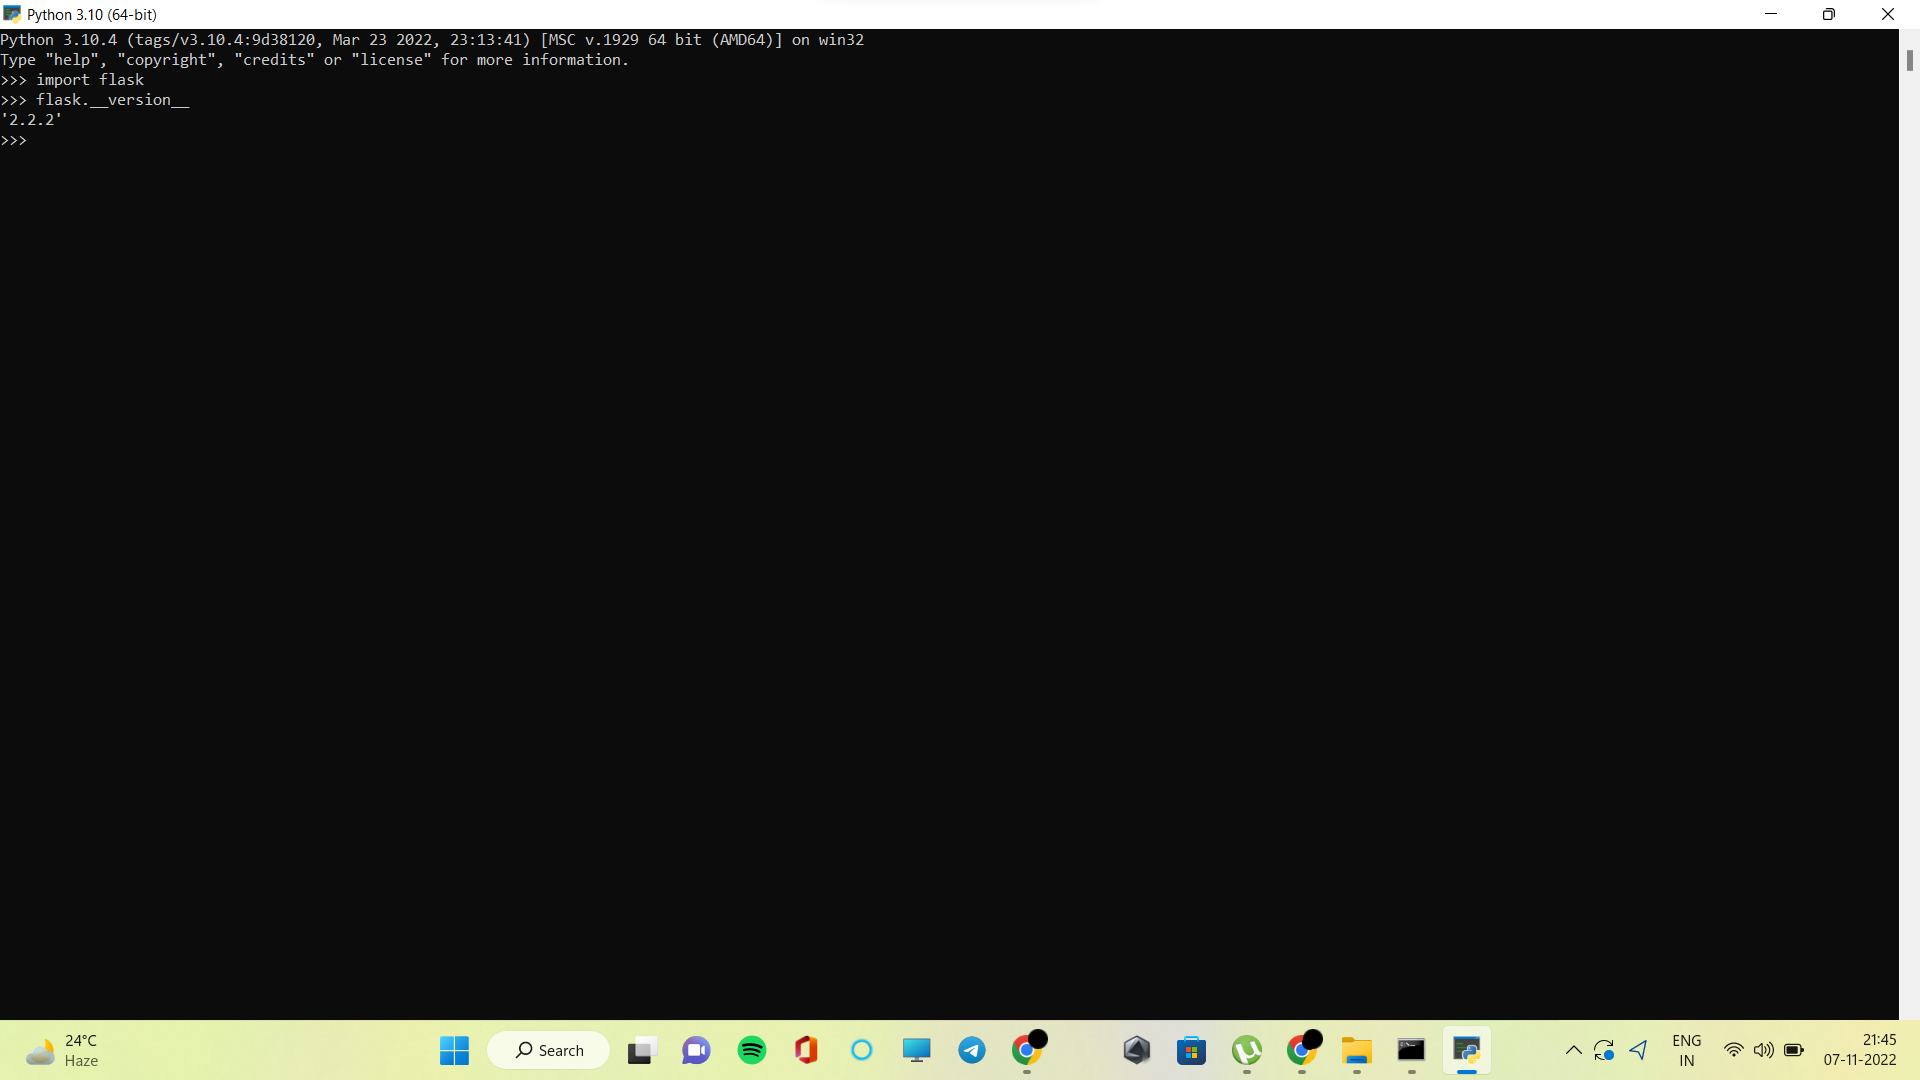 Python 3.10 (64-bit)
Python 3.10.4 (tags/v3.10.4:9d38120, Mar 23 2022, 23:13:41) [MSC v.1929 64 bit (AMD64)] on win32
Type "help", "copyright", "credits" or "license" for more information.
>>> import flask
>>> flask.__version__
'2.2.2'
>>>
24°C
Haze
Search
ENG
IN
21:45
07-11-2022